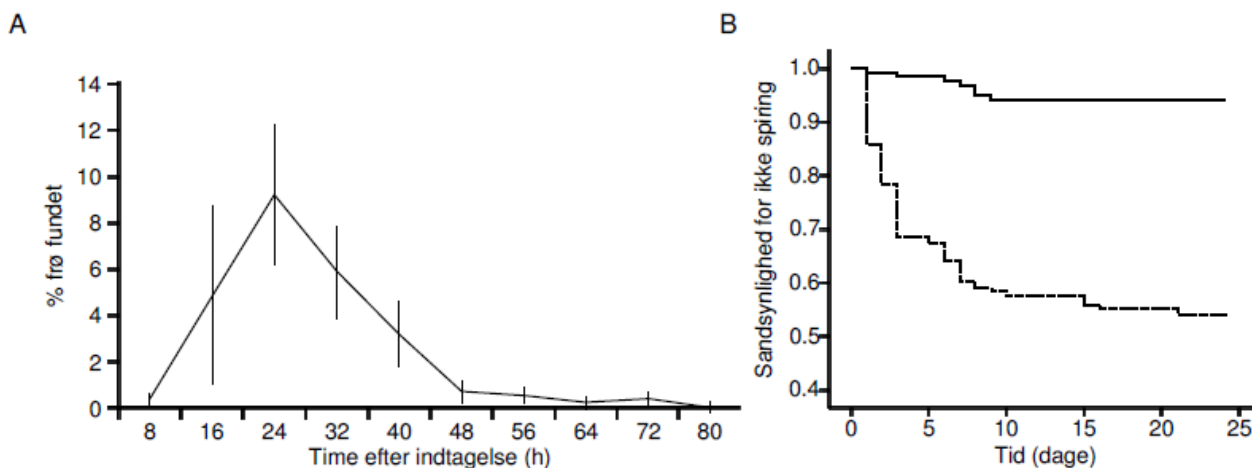 A
14
12
10
8
6
4
2
0
% frø fundet
8 16 24 32 40 48 56 64 72 80
Time efter indtagelse (h)
B
1.0
0.9
0.8
0.7
0.6
0.5
0.4
Sandsynlighed for ikke spiring
0 5 10 15 20 25
Tid (dage)